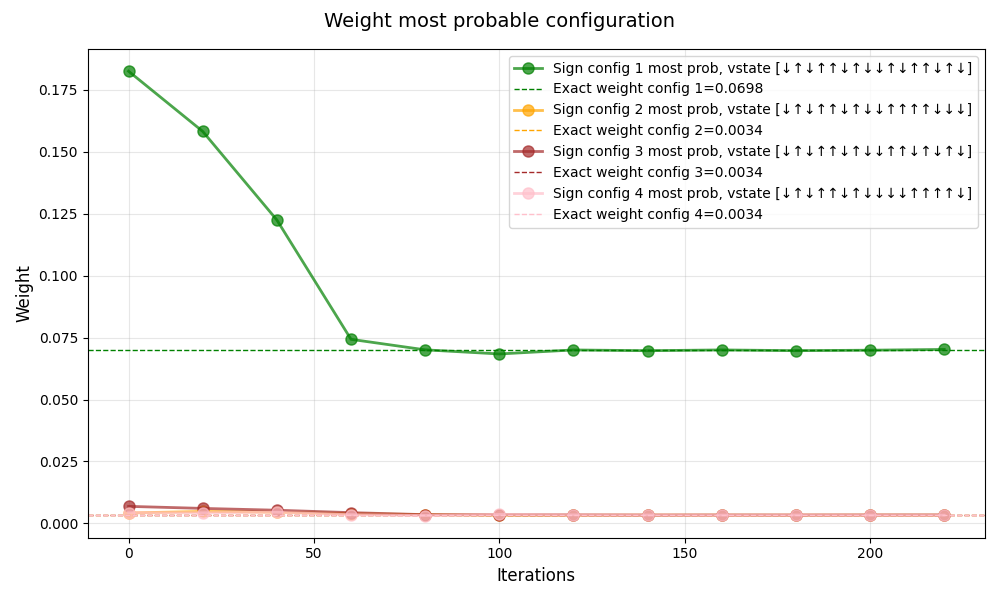 Weight most probable configuration
Weight
0.175
0.150
0.125
0.100
0.075
0.050
0.025
0.000
Sign config 1 most prob, vstate [↓↑↓↑↑↓↑↓↓↑↓↑↑↓↑↓]
Exact weight config 1=0.0698
Sign config 2 most prob, vstate [↓↑↓↑↑↓↑↓↓↑↑↑↑↓↓↓]
Exact weight config 2=0.0034
Sign config 3 most prob, vstate [↓↑↓↑↑↓↑↓↓↑↑↓↑↓↑↓]
Exact weight config 3=0.0034
Sign config 4 most prob, vstate [↓↑↓↑↑↓↑↓↓↓↓↑↑↑↑↓]
Exact weight config 4=0.0034
0
50
100
150
200
Iterations